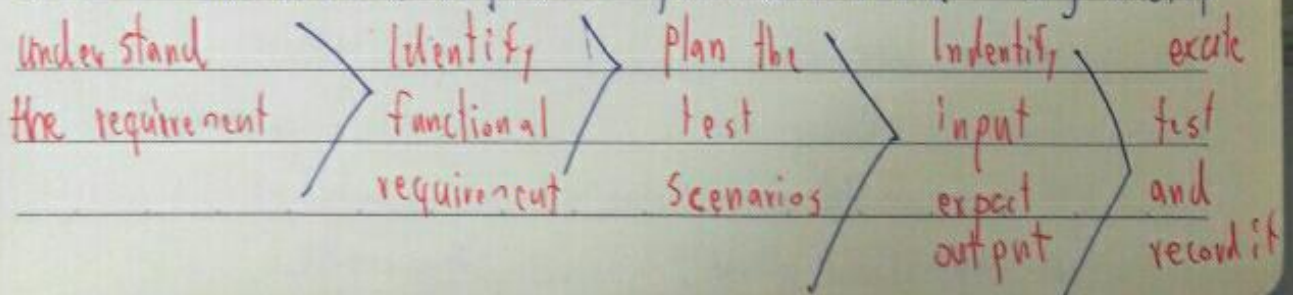 under stand
the requirement
Identify
functional
requirement
Plan the
test
Scenarios
Indentify
input
expect
output
excute
test
and
record it